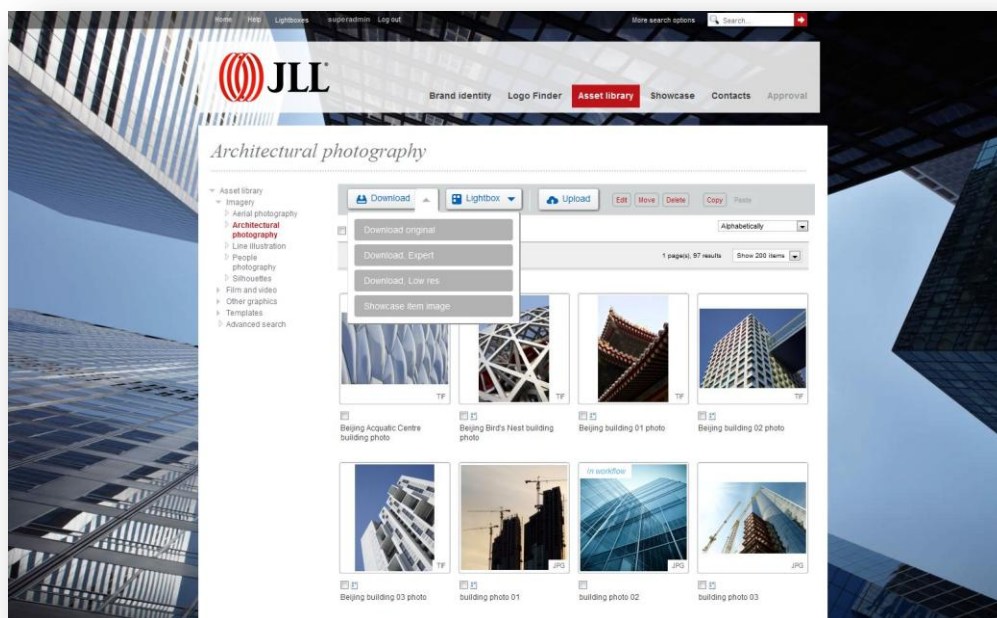 Home Help Lightboxes superadmin Log out More search options Search...
JLL
Brand identity Logo Finder Asset library Showcase Contacts Approval
Architectural photography
Asset library
Imagery
Aerial photography
Architectural
photography
Line illustration
People
photography
Silhouettes
Film and video
Other graphics
Templates
Advanced search
Download Lightbox Upload Edit Move Delete Copy Paste
Download original
Download, Expert
Download, Low res
Showcase item image
Alphabetically
1 page(s), 97 results Show 200 items
TIF TIF TIF TIF
Beijing Acquatic Centre
building photo
Beijing Bird's Nest building
photo
Beijing building 01 photo
Beijing building 02 photo
In workflow
TIF JPG JPG JPG
Beijing building 03 photo
building photo 01
building photo 02
building photo 03